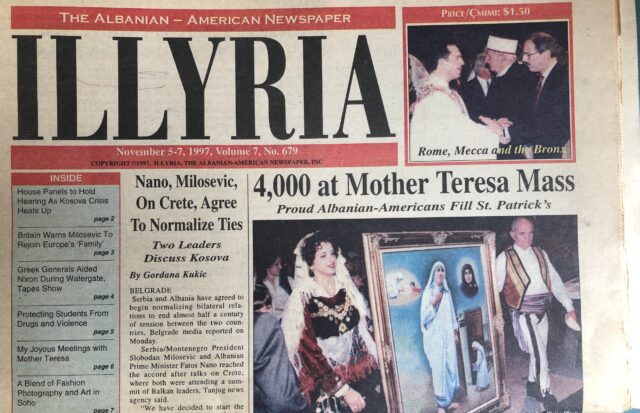 THE ALBANIAN – AMERICAN NEWSPAPER
ILLYRIA
November 5-7, 1997, Volume 7, No. 679
COPYRIGHT ©1997, ILLYRIA, THE ALBANIAN-AMERICAN NEWSPAPER, INC
PRICE/ÇMIMI: $1.50
Rome, Mecca and the Bronx
INSIDE
House Panels to Hold
Hearing As Kosova Crisis
Heats Up
page 2
Britain Warns Milosevic To
Rejoin Europe's 'Family'
page 3
Greek Generals Aided
Nixon During Watergate,
Tapes Show
page 4
Protecting Students From
Drugs and Violence
page 5
My Joyous Meetings with
Mother Teresa
page 6
A Blend of Fashion
Photography and Art in
Soho
page 7
Nano, Milosevic,
On Crete, Agree
To Normalize Ties
Two Leaders
Discuss Kosova
By Gordana Kukic
BELGRADE
Serbia and Albania have agreed to
begin normalizing bilateral rela-
tions to end almost half a century
of tension between the two coun-
tries, Belgrade media reported on
Monday.
Serbia/Montenegro President
Slobodan Milosevic and Albanian
Prime Minister Fatos Nano reached
the accord after talks on Crete,
where both were attending a sum-
mit of Balkan leaders, Tanjug news
agency said.
"We have decided to start the
4,000 at Mother Teresa Mass
Proud Albanian-Americans Fill St. Patrick's